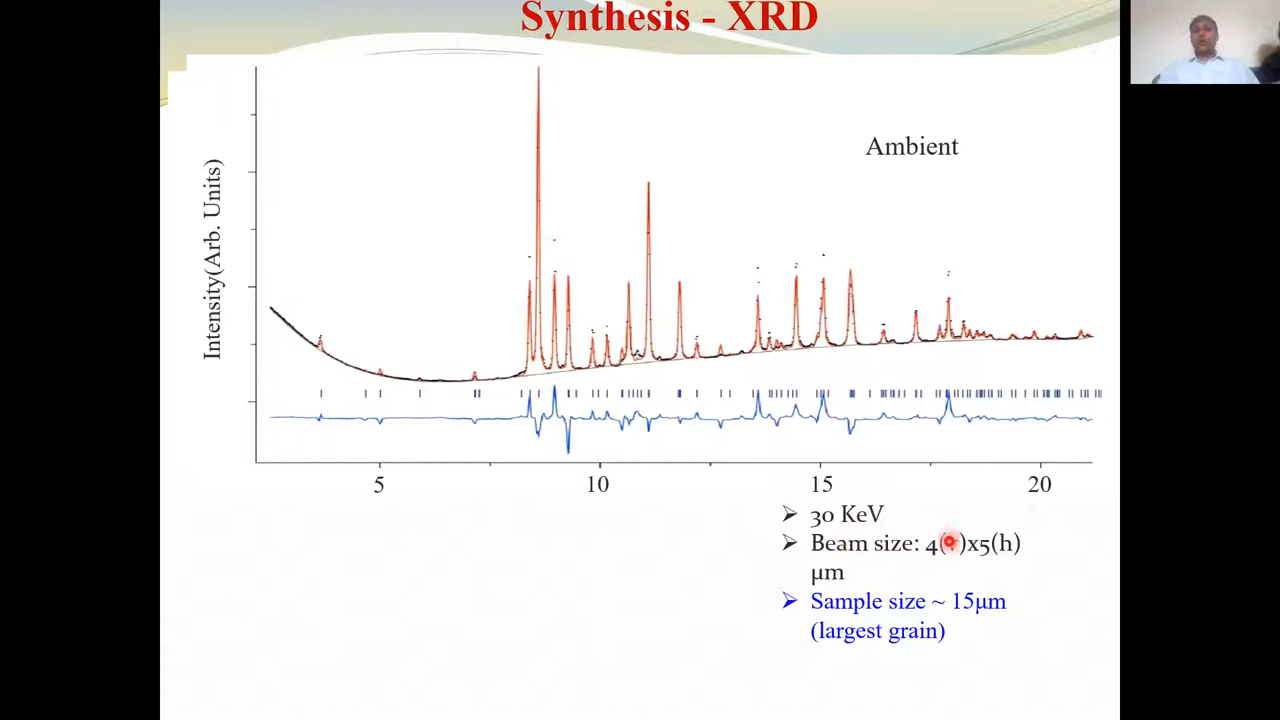 Synthesis - XRD
Ambient
Intensity(Arb. Units)
5 10 15 20
➢ 30 KeV
➢ Beam size: 4( )x5(h)
µm
➢ Sample size ~ 15µm
(largest grain)